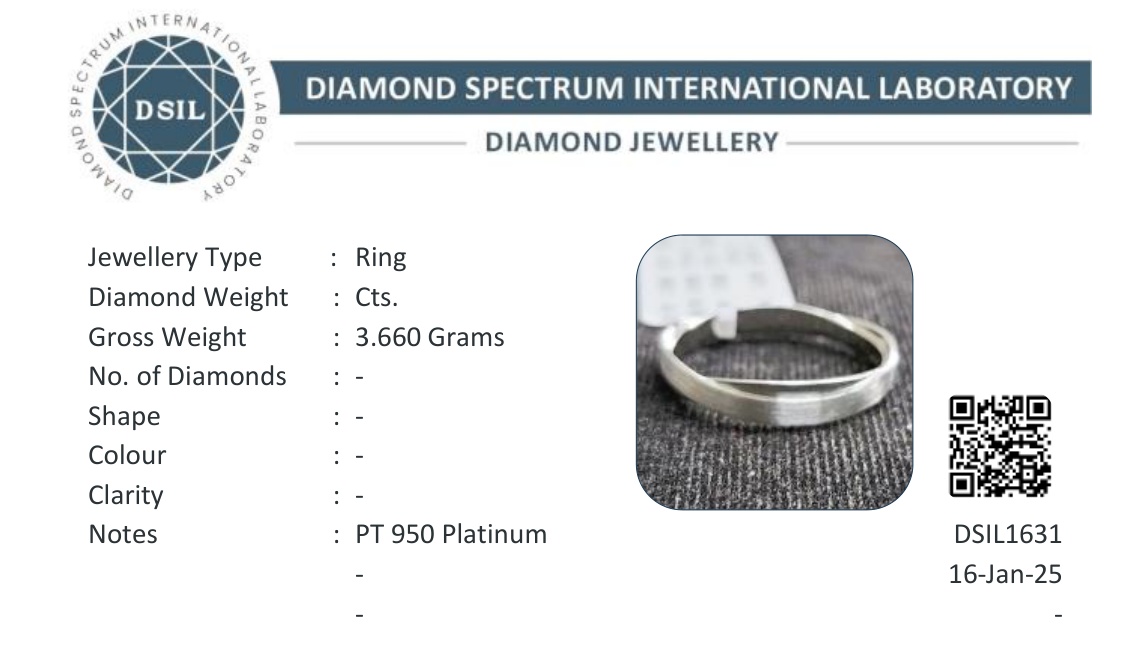 DIAMOND SPECTRUM INTERNATIONAL LABORATORY
DSIL
DIAMOND SPECTRUM INTERNATIONAL LABORATORY
DIAMOND JEWELLERY
Jewellery Type : Ring
Diamond Weight : Cts.
Gross Weight : 3.660 Grams
No. of Diamonds : -
Shape : -
Colour : -
Clarity : -
Notes : PT 950 Platinum
-
-
DSIL1631
16-Jan-25
-